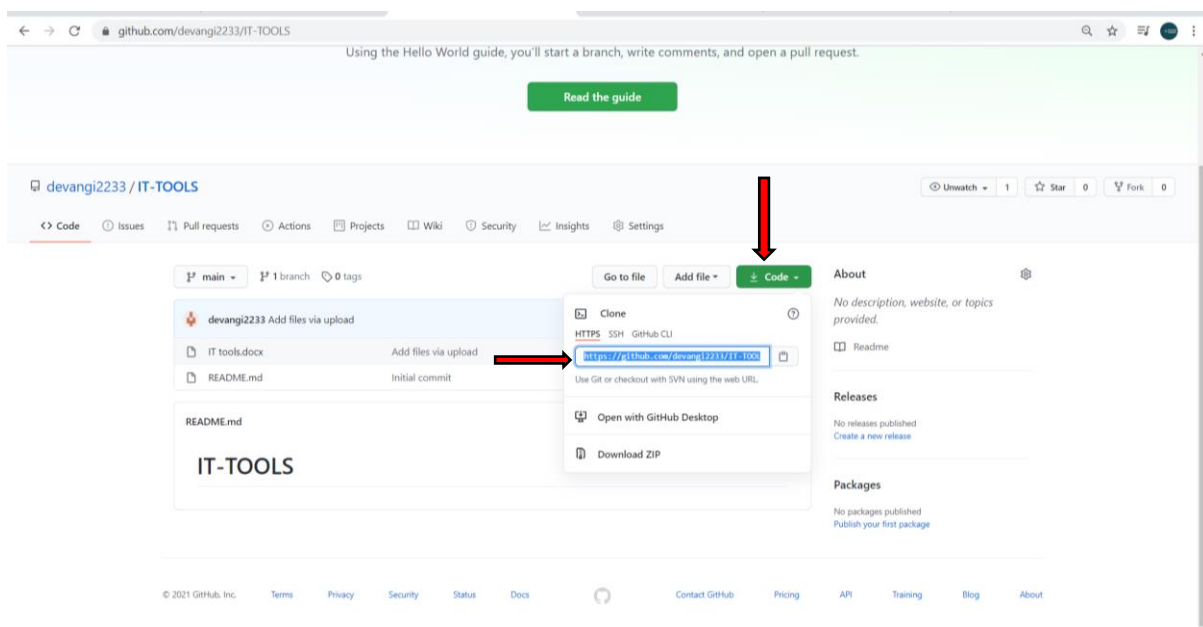 github.com/devangi2233/IT-TOOLS
Using the Hello World guide, you'll start a branch, write comments, and open a pull request.
Read the guide
devangi2233 / IT-TOOLS
Unwatch 1 Star 0 Fork 0
<> Code Issues Pull requests Actions Projects Wiki Security Insights Settings
main 1 branch 0 tags Go to file Add file Code
devangi2233 Add files via upload
IT tools.docx Add files via upload
README.md Initial commit
Clone
HTTPS SSH GitHub CLI
https://github.com/devangi2233/IT-TOOL
Use Git or checkout with SVN using the web URL.
Open with GitHub Desktop
Download ZIP
README.md
IT-TOOLS
About
No description, website, or topics
provided.
Readme
Releases
No releases published
Create a new release
Packages
No packages published
Publish your first package
© 2021 GitHub, Inc. Terms Privacy Security Status Docs Contact GitHub Pricing API Training Blog About